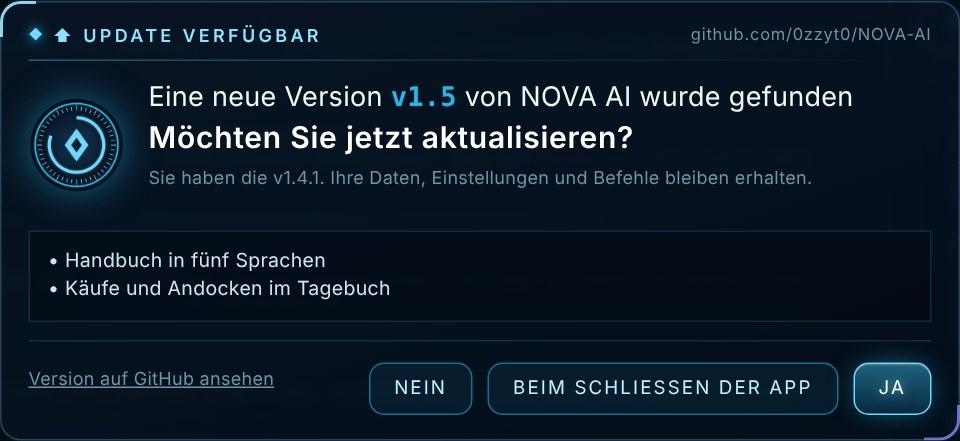 UPDATE VERFÜGBAR
github.com/0zzyt0/NOVA-AI
Eine neue Version v1.5 von NOVA AI wurde gefunden
Möchten Sie jetzt aktualisieren?
Sie haben die v1.4.1. Ihre Daten, Einstellungen und Befehle bleiben erhalten.
• Handbuch in fünf Sprachen
• Käufe und Andocken im Tagebuch
Version auf GitHub ansehen
NEIN
BEIM SCHLIESSEN DER APP
JA